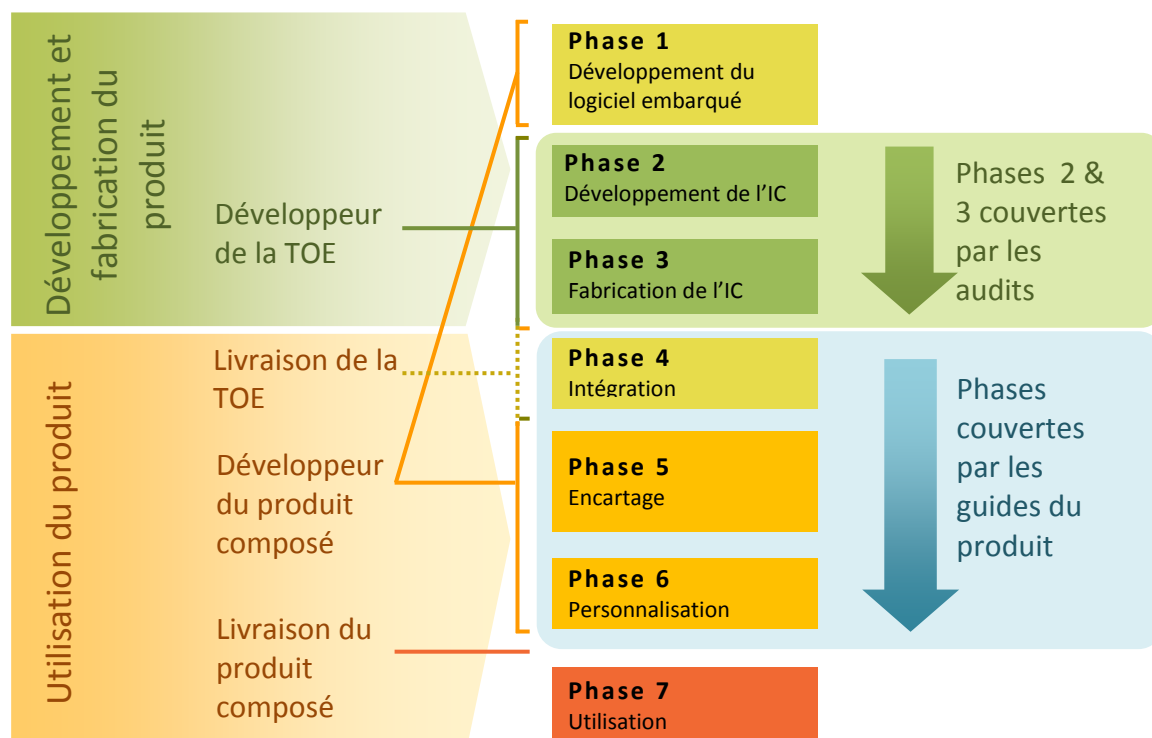 Développement et
fabrication du
produit
Développeur
de la TOE
Phase 1
Développement du
logiciel embarqué
Phase 2
Développement de l’IC
Phase 3
Fabrication de l’IC
Phases 2 &
3 couvertes
par les
audits
Utilisation du produit
Livraison de la
TOE
Développeur
du produit
composé
Livraison du
produit
composé
Phase 4
Intégration
Phase 5
Encartage
Phase 6
Personnalisation
Phase 7
Utilisation
Phases
couvertes
par les
guides du
produit